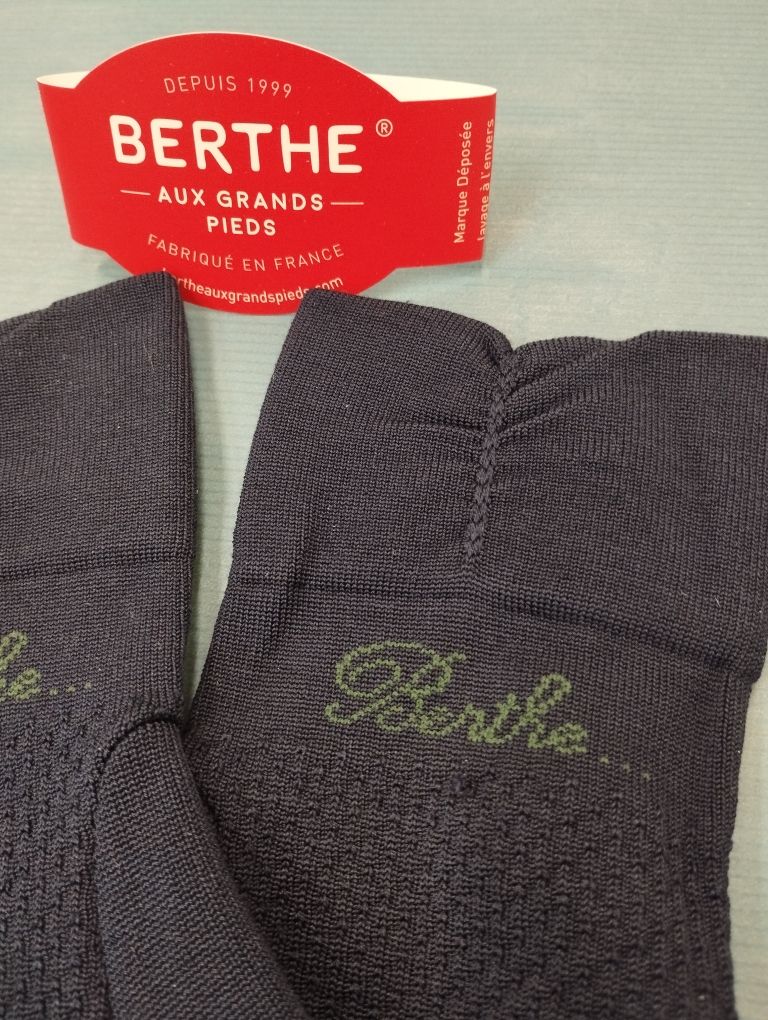 DEPUIS 1999
BERTHE®
AUX GRANDS
PIEDS
FABRIQUÉ EN FRANCE
Marque Déposée
lavage à l'envers
Berthe...